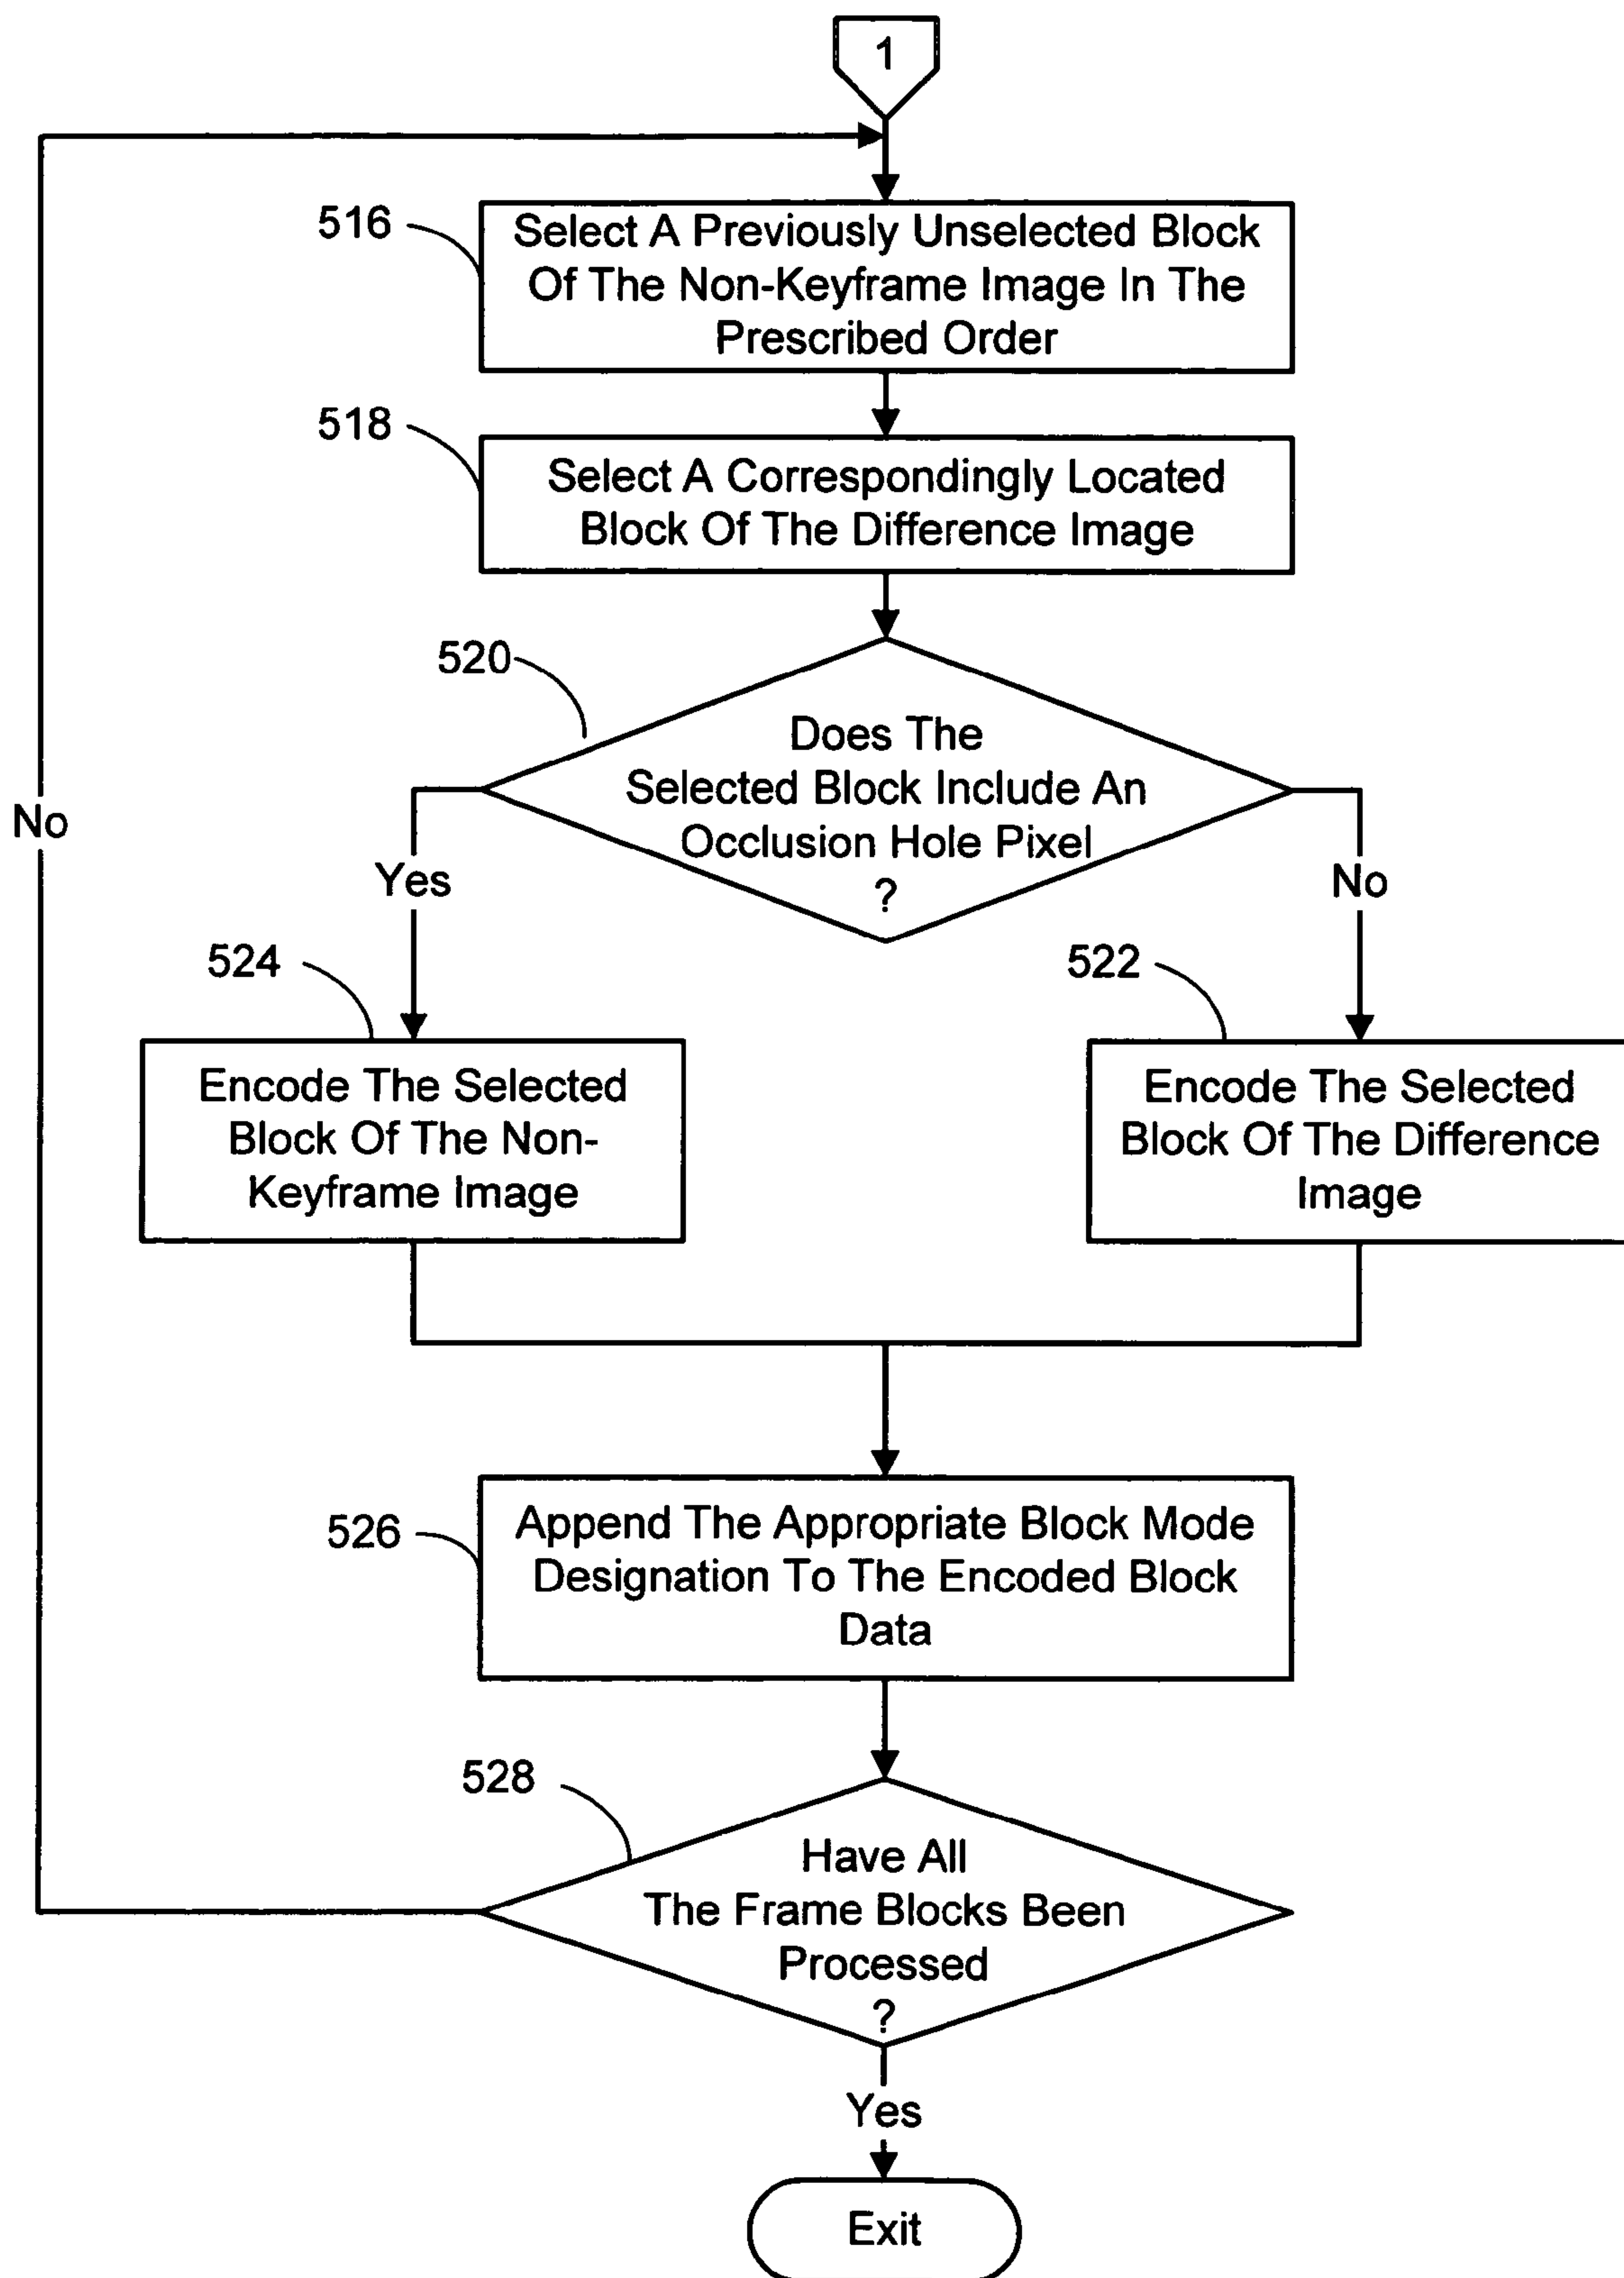 1
516
Select A Previously Unselected Block
Of The Non-Keyframe Image In The
Prescribed Order
518
Select A Correspondingly Located
Block Of The Difference Image
520
Does The
Selected Block Include An
Occlusion Hole Pixel
?
No
Yes
No
524
522
Encode The Selected
Block Of The Non-
Keyframe Image
Encode The Selected
Block Of The Difference
Image
526
Append The Appropriate Block Mode
Designation To The Encoded Block
Data
528
Have All
The Frame Blocks Been
Processed
?
Yes
Exit